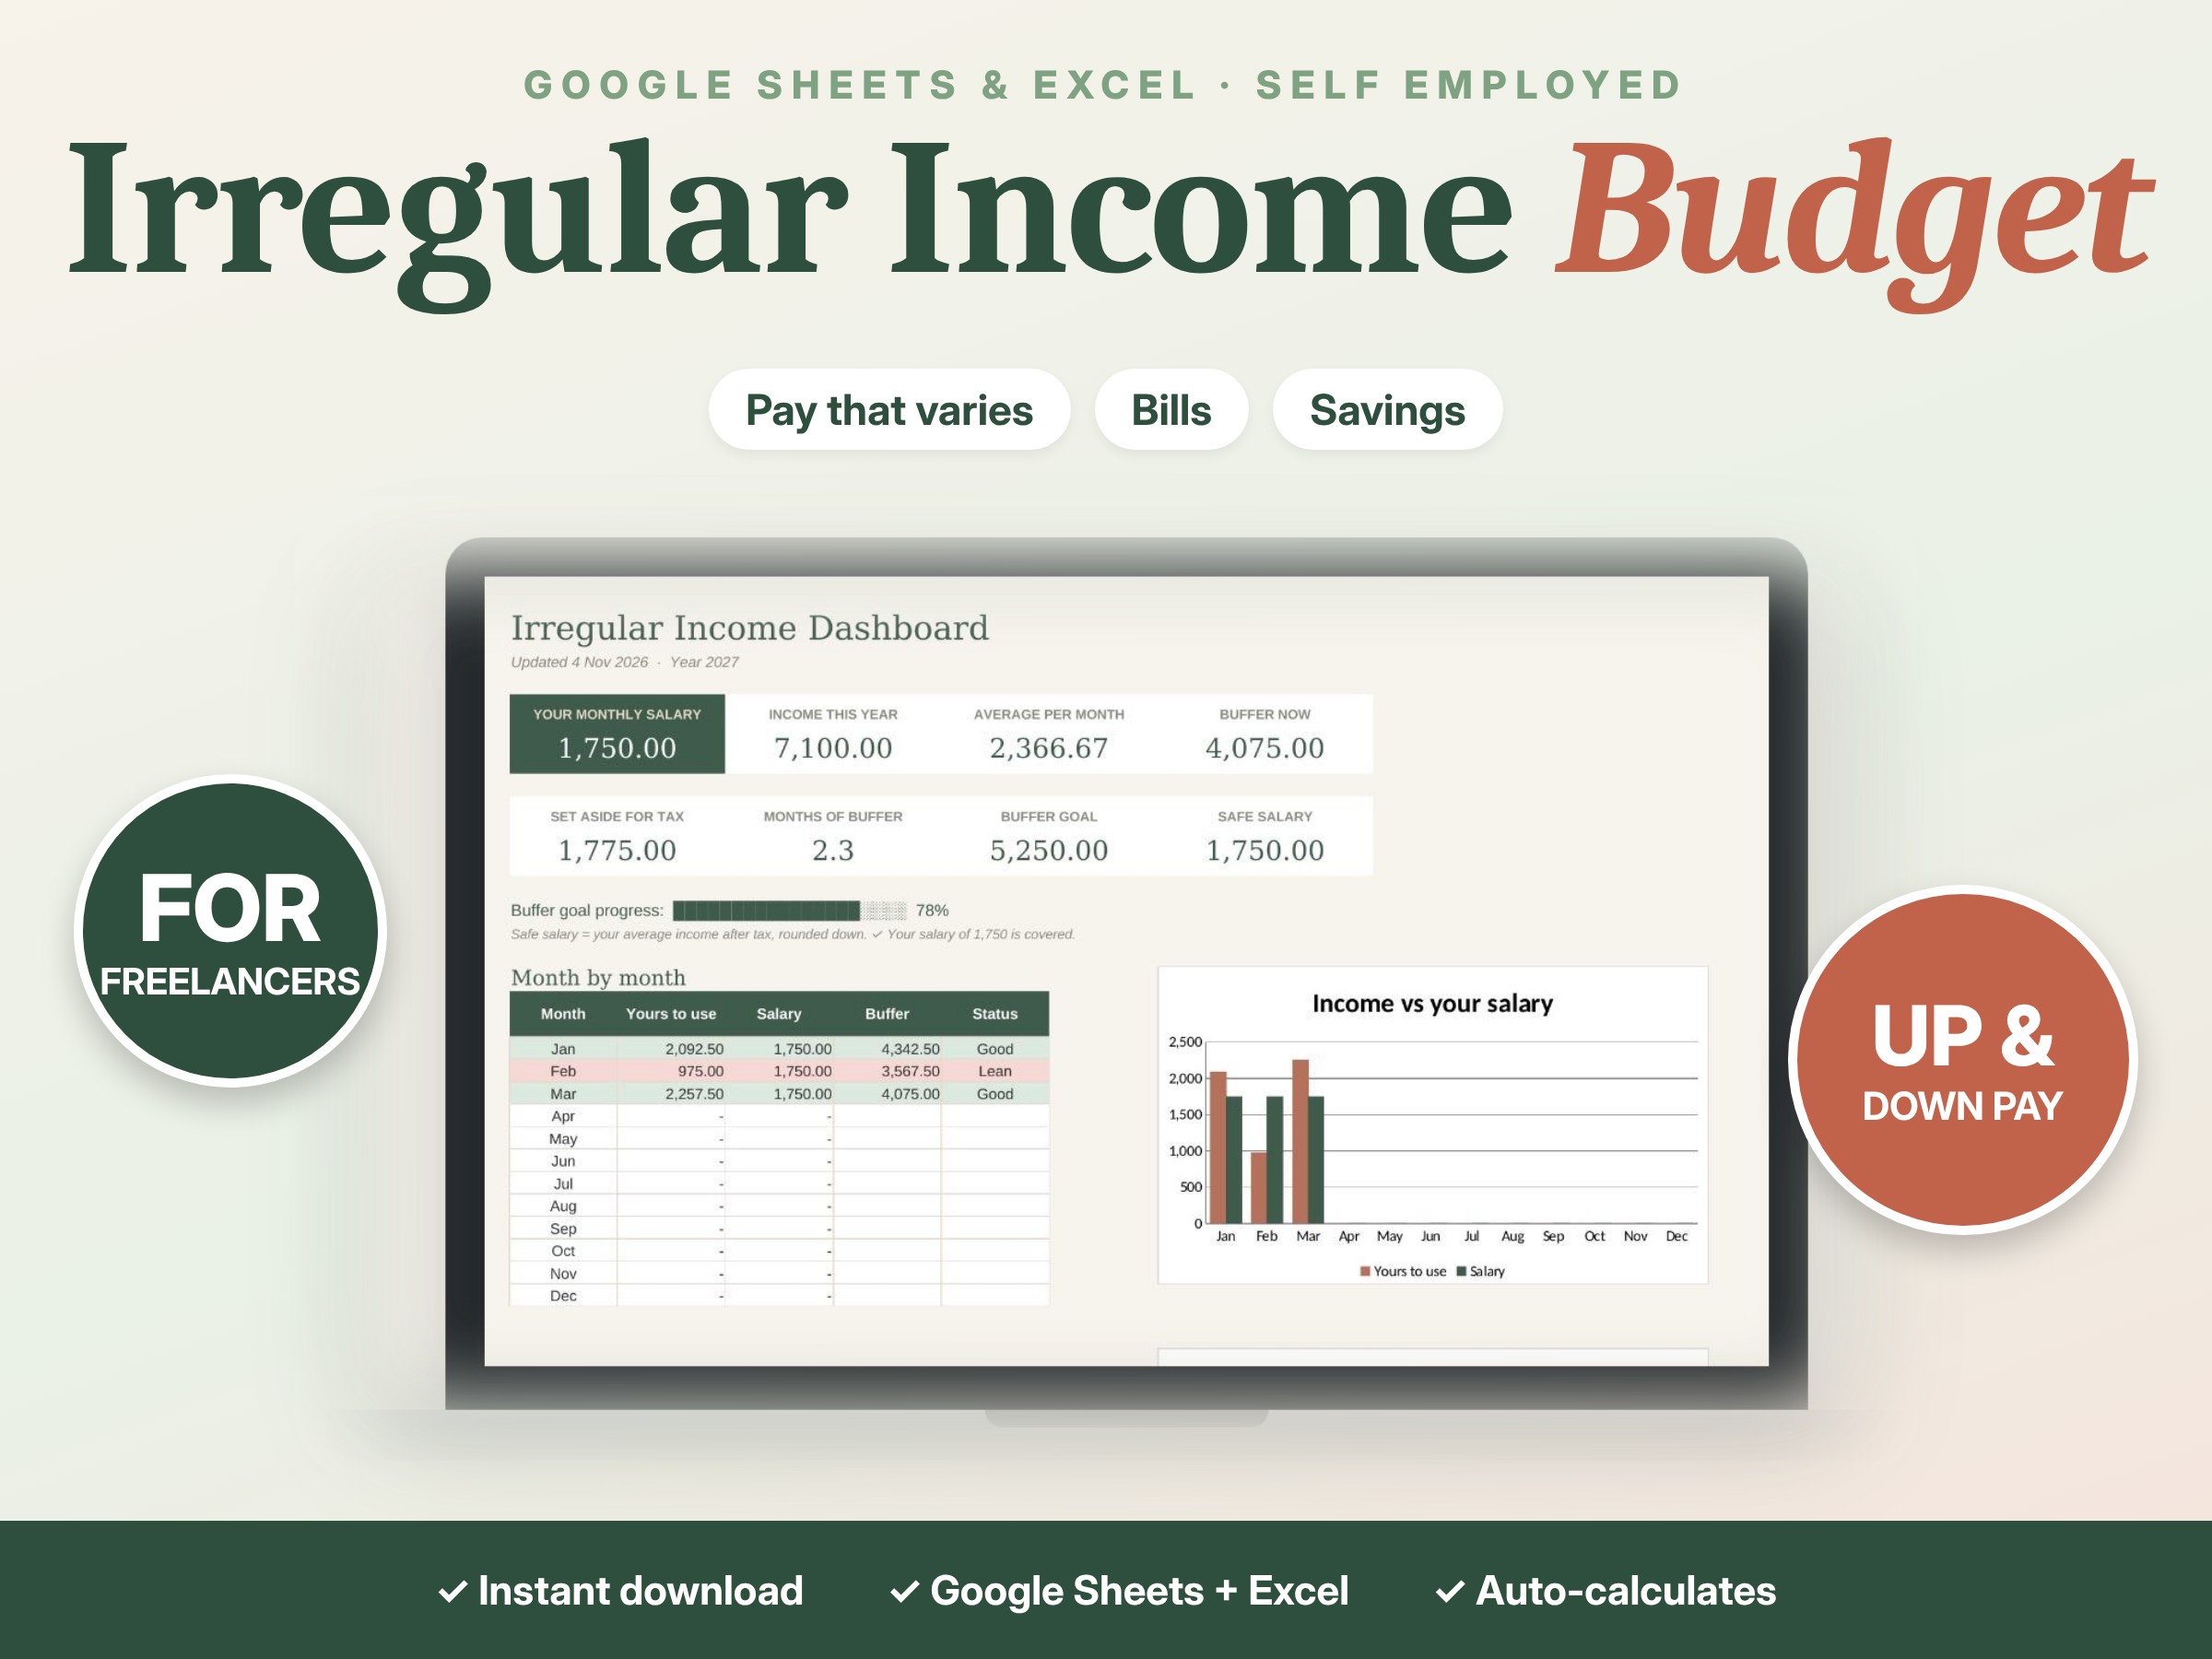 GOOGLE SHEETS & EXCEL · SELF EMPLOYED
Irregular Income Budget
Pay that varies Bills Savings
Irregular Income Dashboard
Updated 4 Nov 2026 · Year 2027
YOUR MONTHLY SALARY INCOME THIS YEAR AVERAGE PER MONTH BUFFER NOW
1,750.00 7,100.00 2,366.67 4,075.00
SET ASIDE FOR TAX MONTHS OF BUFFER BUFFER GOAL SAFE SALARY
1,775.00 2.3 5,250.00 1,750.00
Buffer goal progress: 78%
Safe salary = your average income after tax, rounded down. ✓ Your salary of 1,750 is covered.
Month by month
Month Yours to use Salary Buffer Status
Jan 2,092.50 1,750.00 4,342.50 Good
Feb 975.00 1,750.00 3,567.50 Lean
Mar 2,257.50 1,750.00 4,075.00 Good
Apr - -
May - -
Jun - -
Jul - -
Aug - -
Sep - -
Oct - -
Nov - -
Dec - -
Income vs your salary
2,500
2,000
1,500
1,000
500
0
Jan Feb Mar Apr May Jun Jul Aug Sep Oct Nov Dec
Yours to use Salary
FOR
FREELANCERS
UP &
DOWN PAY
✓ Instant download ✓ Google Sheets + Excel ✓ Auto-calculates